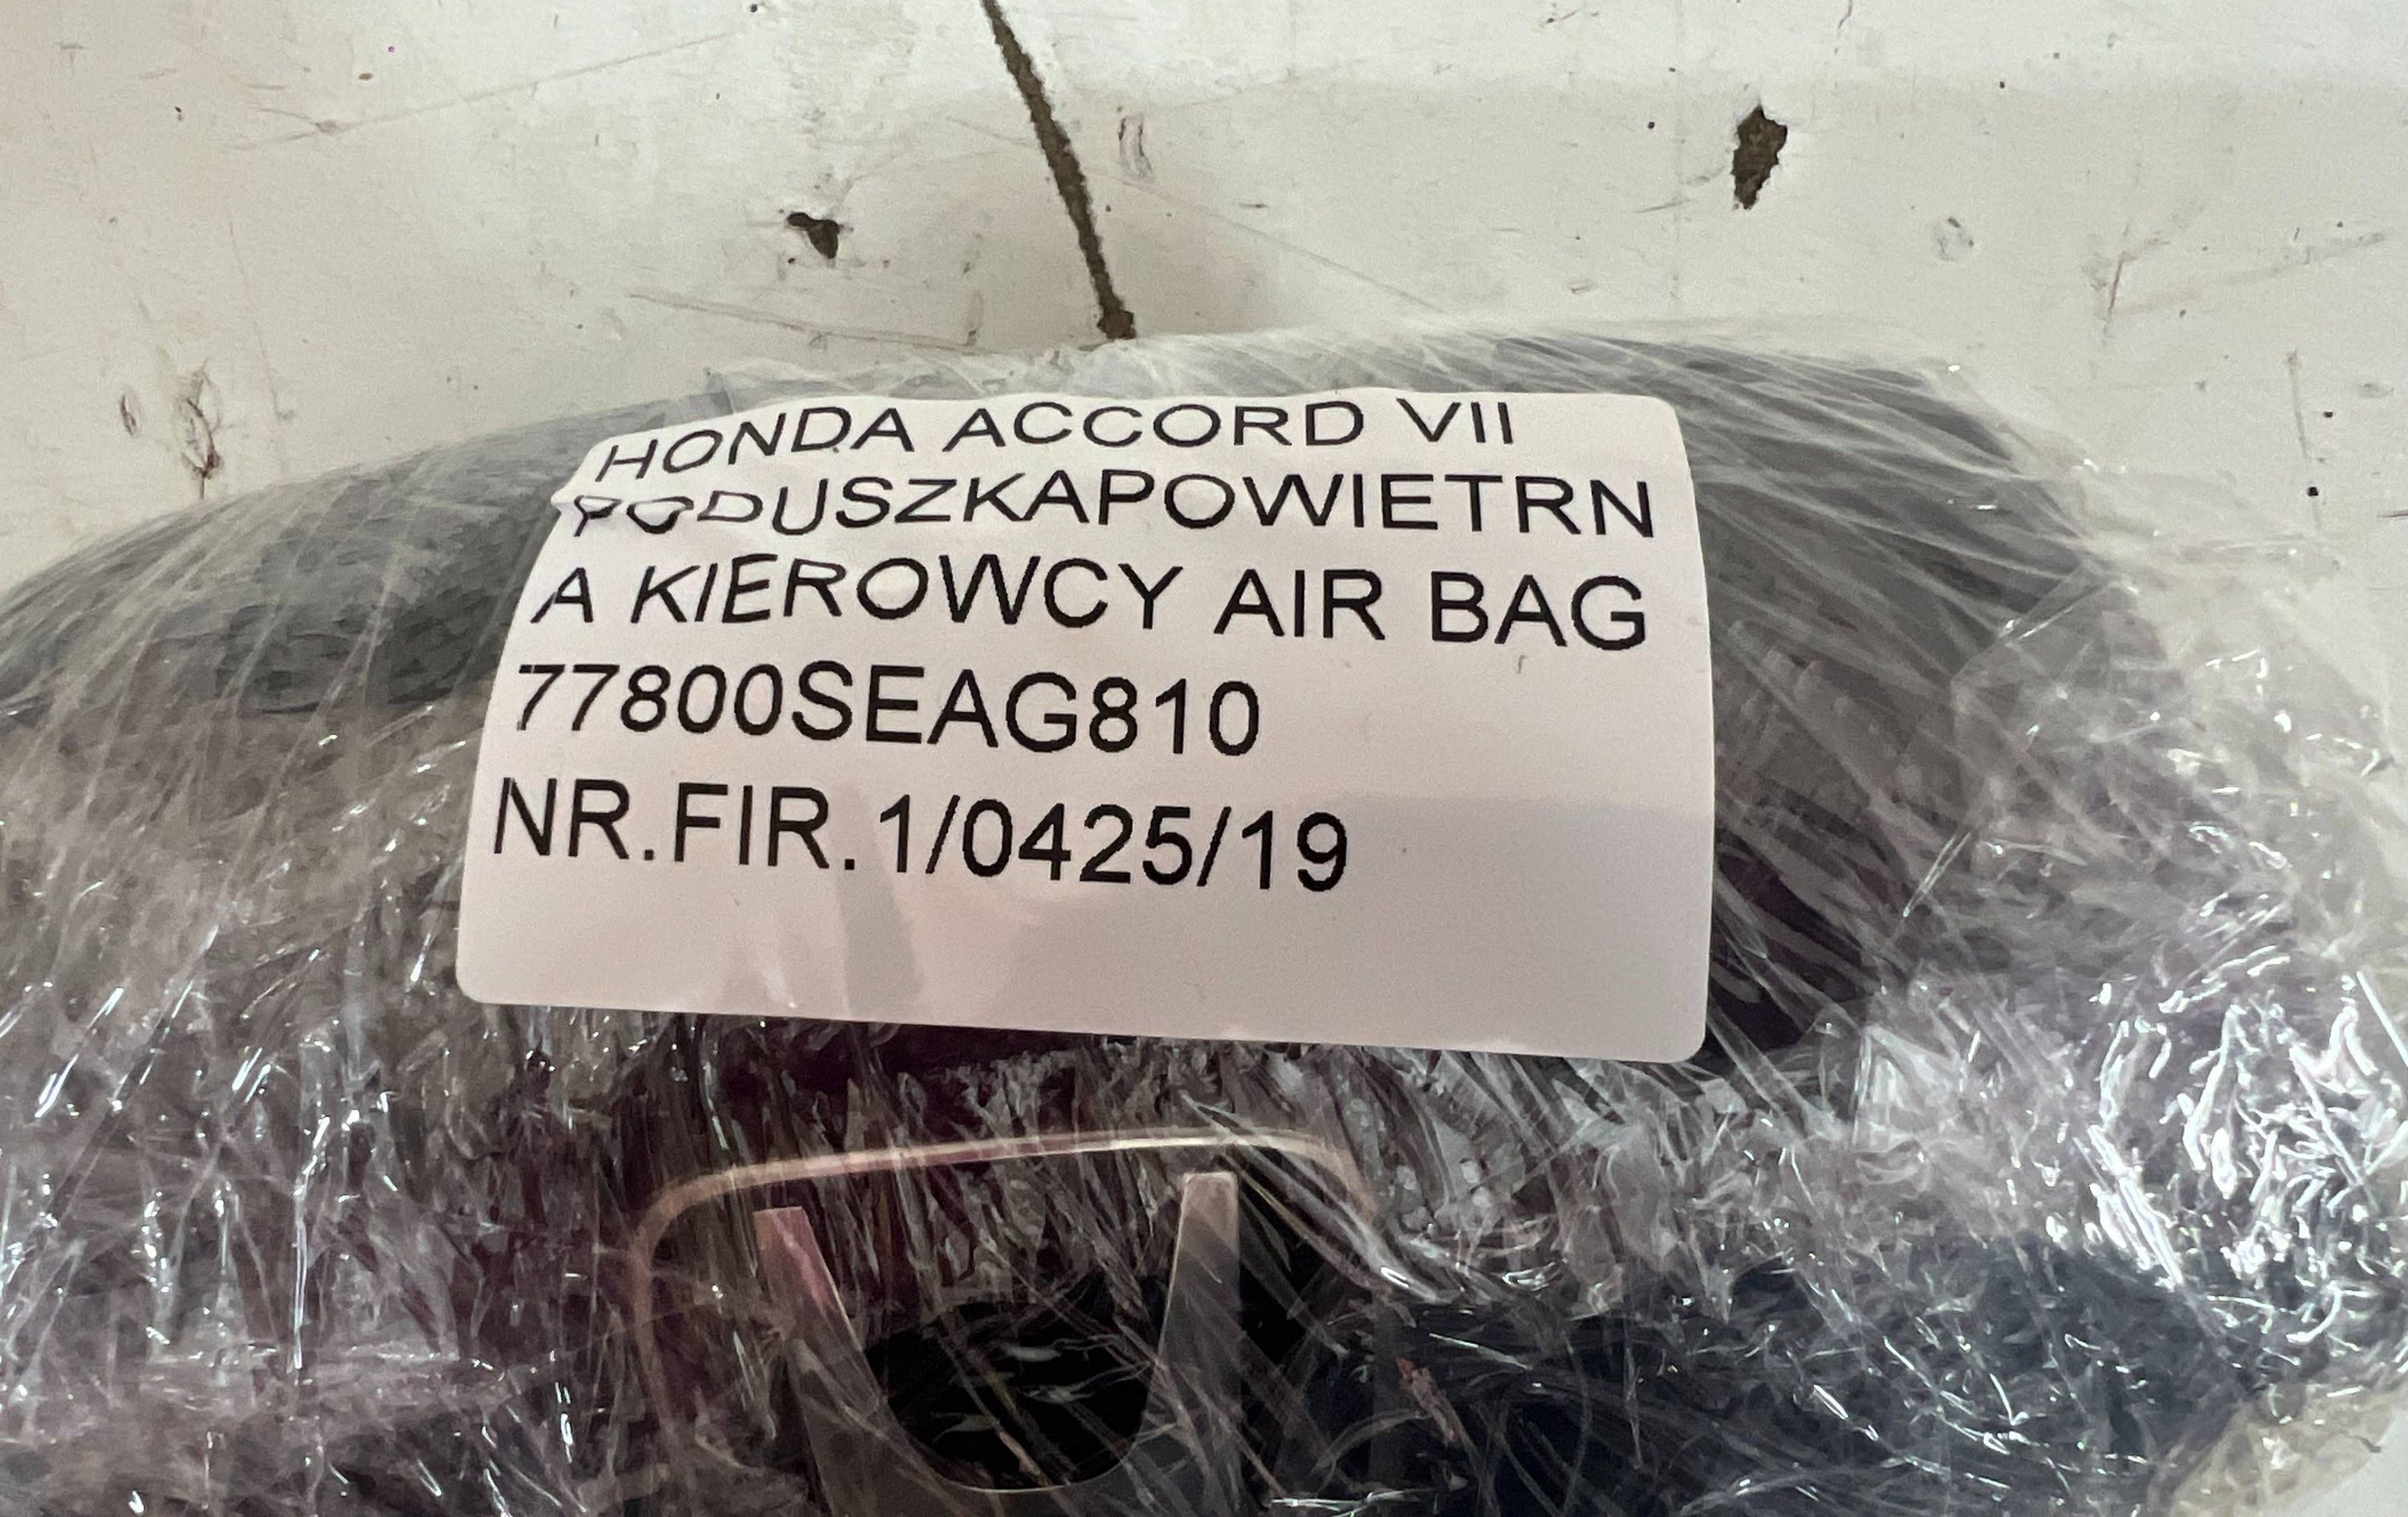 HONDA ACCORD VII
PODUSZKAPOWIETRN
A KIEROWCY AIR BAG
77800SEAG810
NR.FIR.1/0425/19